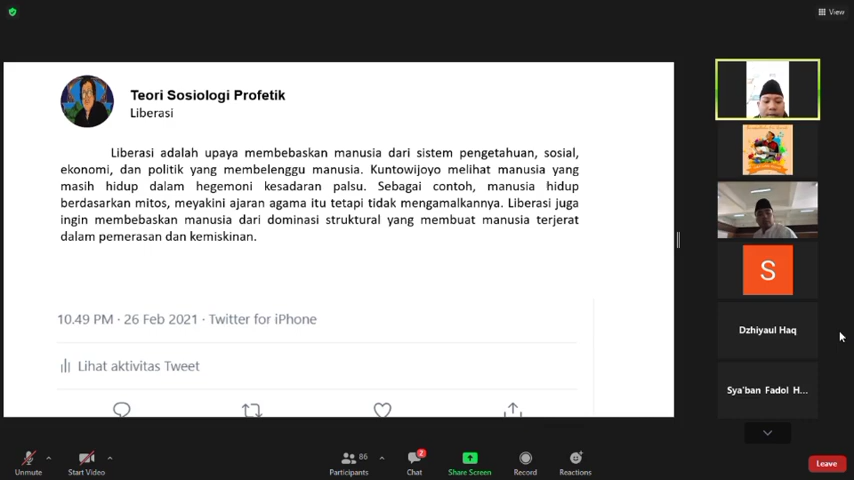 View
Teori Sosiologi Profetik
Liberasi
Liberasi adalah upaya membebaskan manusia dari sistem pengetahuan, sosial,
ekonomi, dan politik yang membelenggu manusia. Kuntowijoyo melihat manusia yang
masih hidup dalam hegemoni kesadaran palsu. Sebagai contoh, manusia hidup
berdasarkan mitos, meyakini ajaran agama itu tetapi tidak mengamalkannya. Liberasi juga
ingin membebaskan manusia dari dominasi struktural yang membuat manusia terjerat
dalam pemerasan dan kemiskinan.
10.49 PM · 26 Feb 2021 · Twitter for iPhone
Lihat aktivitas Tweet
S
Dzhiyaul Haq
Sya'ban Fadol H...
Unmute
Start Video
Participants
86
Chat
2
Share Screen
Record
Reactions
Leave